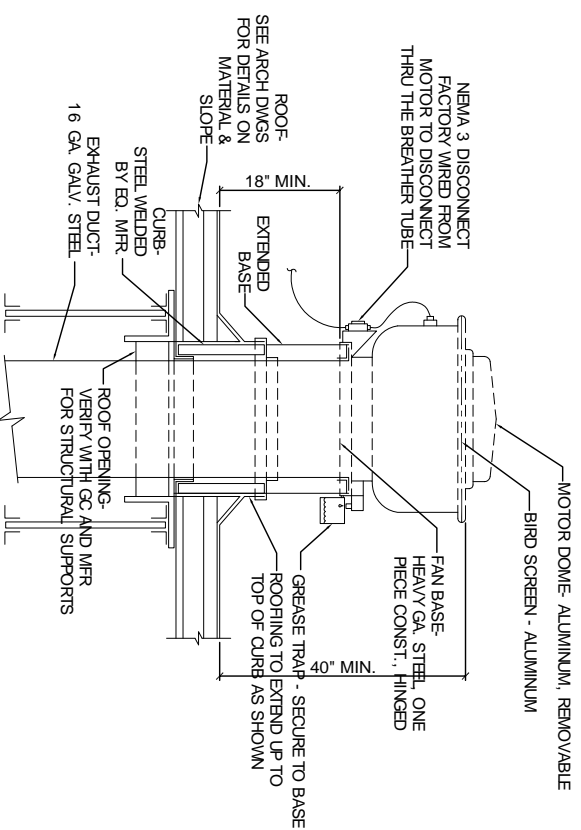 NEMA 3 DISCONNECT
FACTORY WIRED FROM
MOTOR TO DISCONNECT
THRU THE BREATHER TUBE
ROOF-
SEE ARCH DWGS
FOR DETAILS ON
MATERIAL &
SLOPE
18" MIN.
EXTENDED
BASE
CURB-
STEEL WELDED
BY EQ. MFR.
EXHAUST DUCT-
16 GA. GALV. STEEL
MOTOR DOME- ALUMINUM, REMOVABLE
BIRD SCREEN - ALUMINUM
FAN BASE-
HEAVY GA. STEEL, ONE
PIECE CONST., HINGED
40" MIN.
GREASE TRAP - SECURE TO BASE
ROOFING TO EXTEND UP TO
TOP OF CURB AS SHOWN
ROOF OPENING-
VERIFY WITH GC AND MFR
FOR STRUCTURAL SUPPORTS